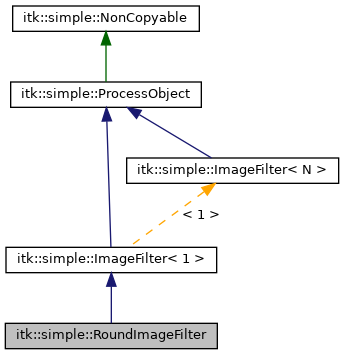 itk::simple::NonCopyable
itk::simple::ProcessObject
itk::simple::ImageFilter< N >
< 1 >
itk::simple::ImageFilter< 1 >
itk::simple::RoundImageFilter